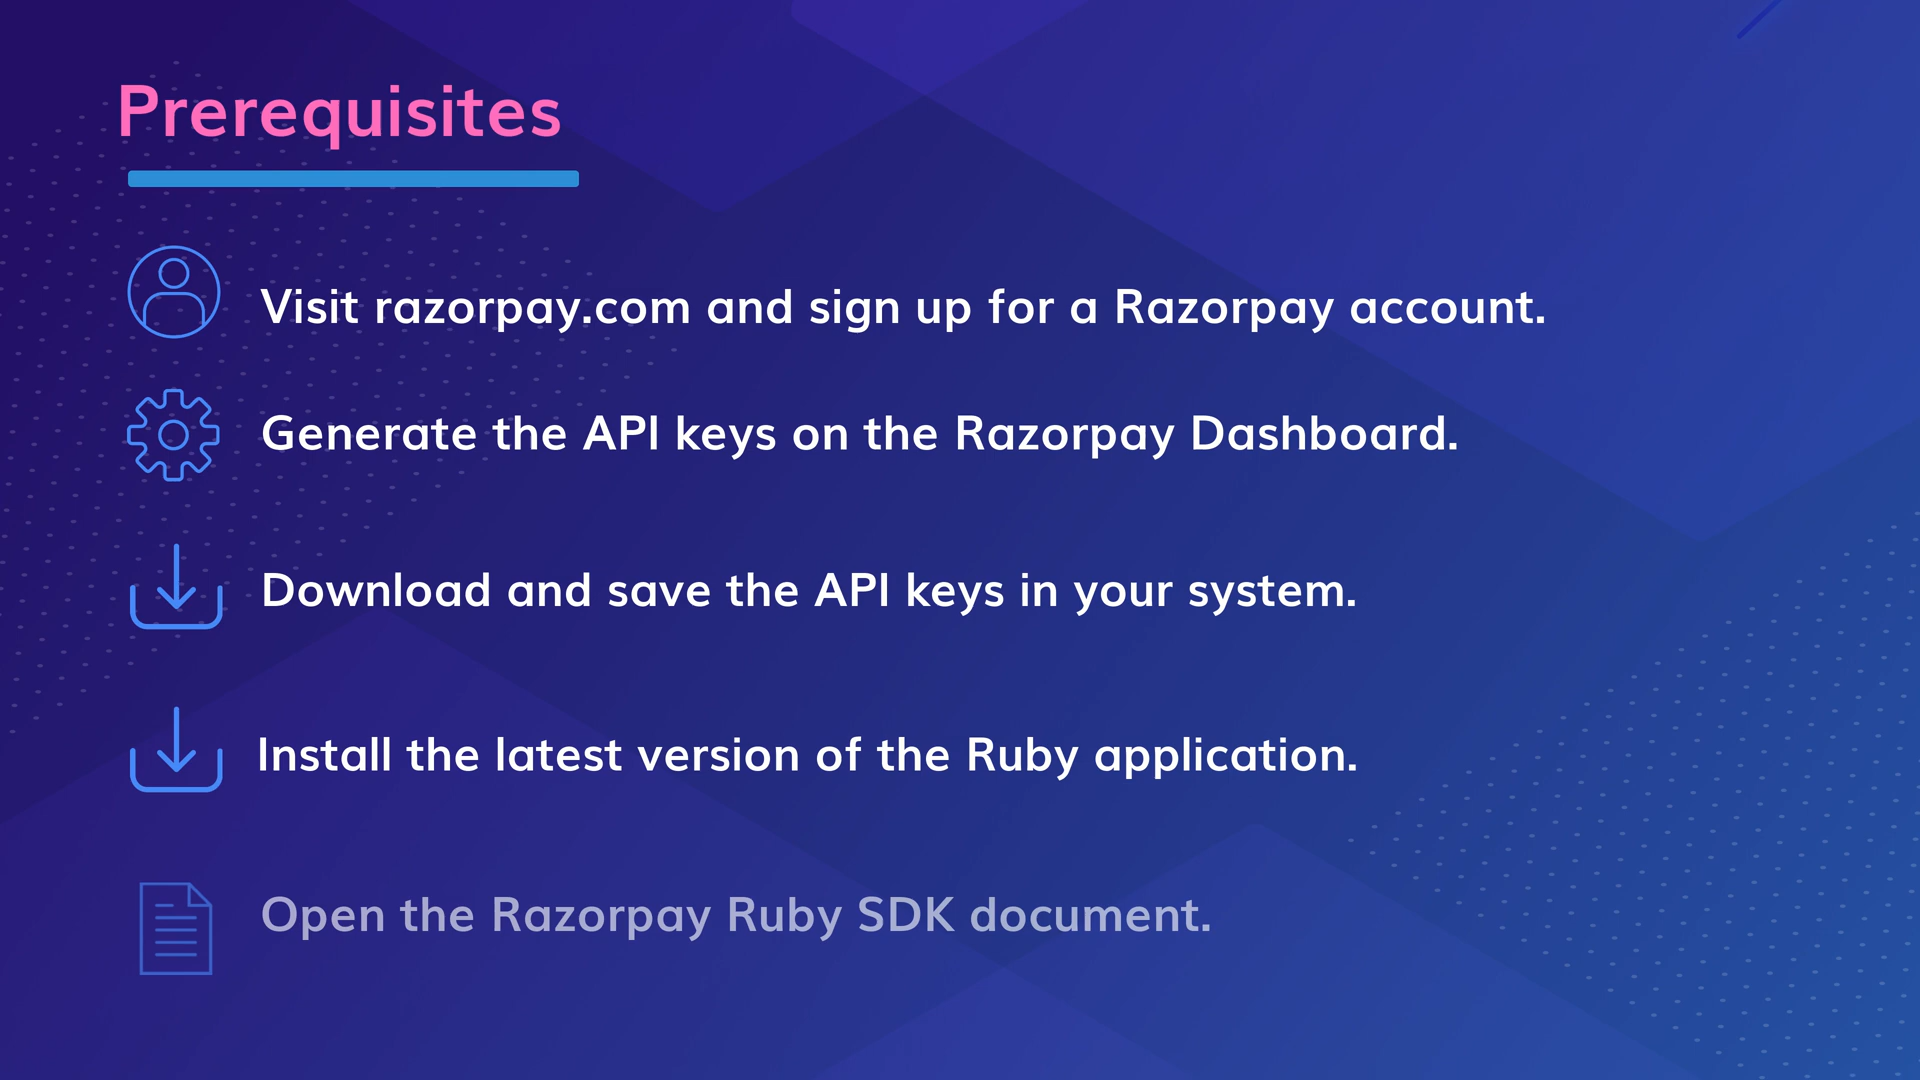 Prerequisites
Visit razorpay.com and sign up for a Razorpay account.
Generate the API keys on the Razorpay Dashboard.
Download and save the API keys in your system.
Install the latest version of the Ruby application.
Open the Razorpay Ruby SDK document.